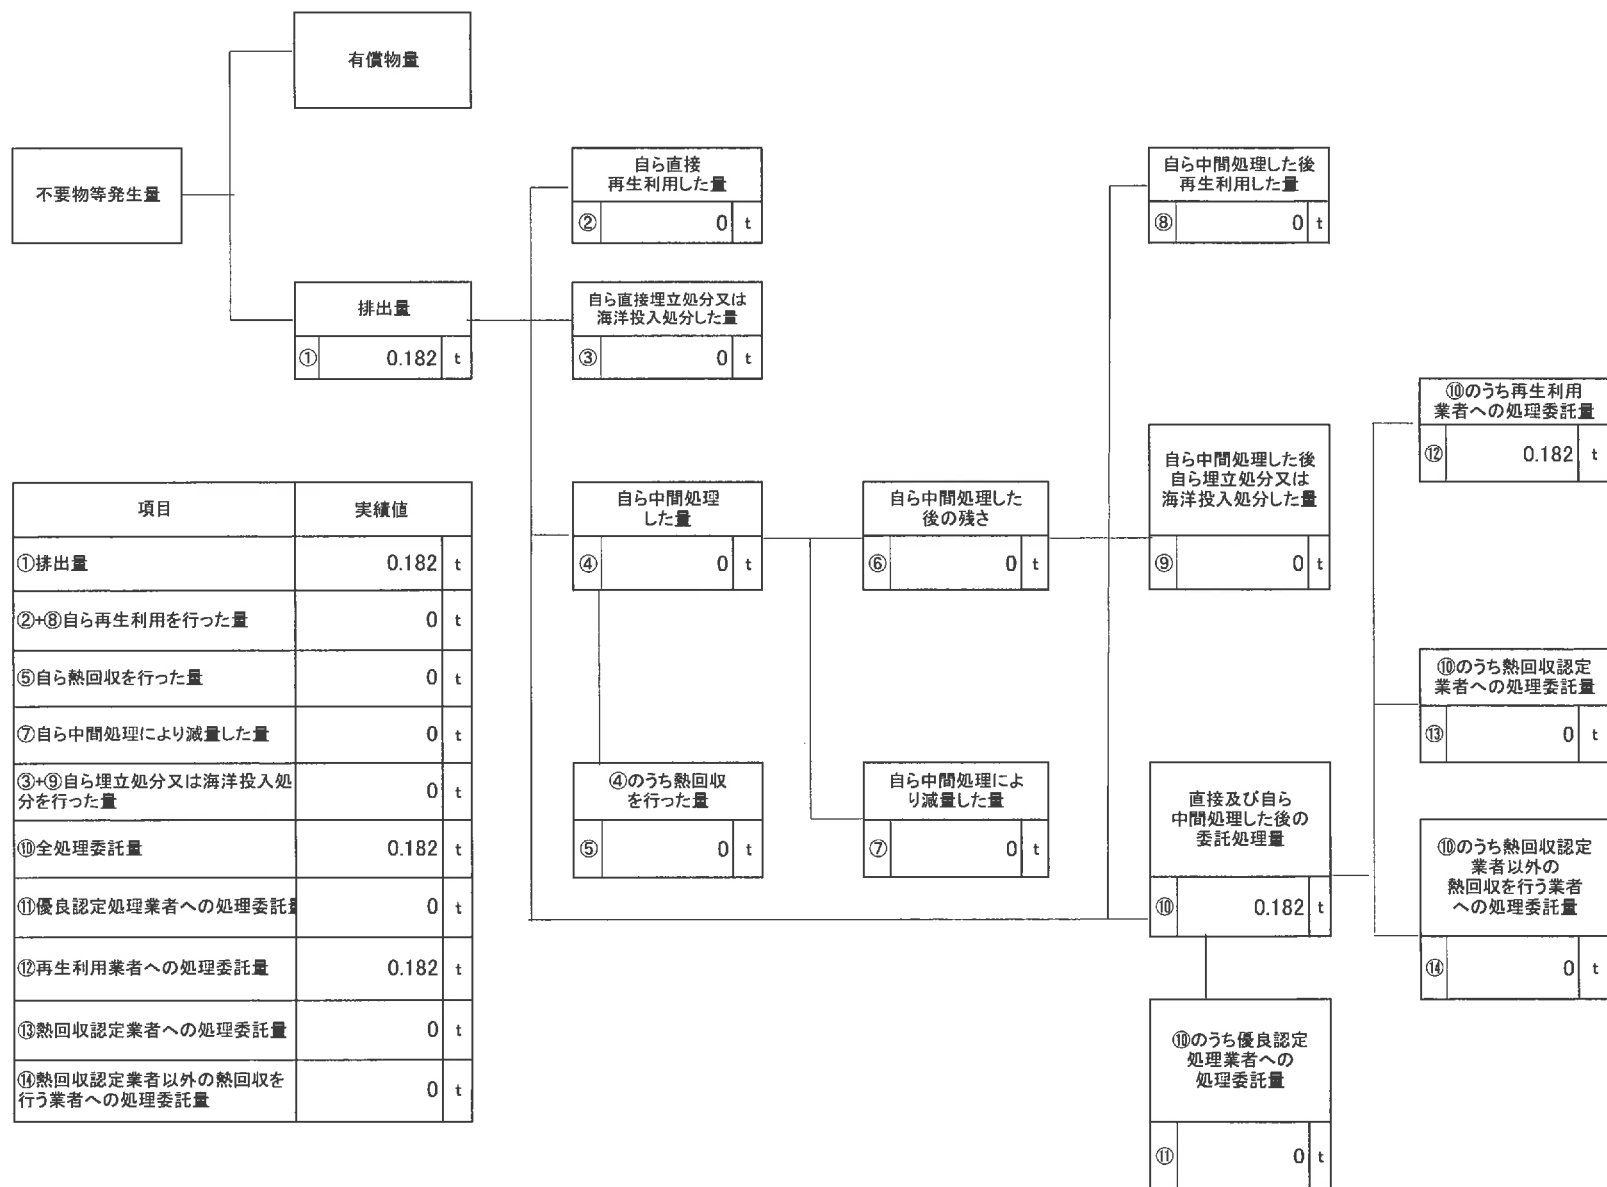 有償物量
不要物等発生量
排出量
① 0.182 t
自ら直接
再生利用した量
② 0 t
自ら直接埋立処分又は
海洋投入処分した量
③ 0 t
自ら中間処理
した量
④ 0 t
④のうち熱回収
を行った量
⑤ 0 t
自ら中間処理した
後の残さ
⑥ 0 t
自ら中間処理によ
り減量した量
⑦ 0 t
自ら中間処理した後
再生利用した量
⑧ 0 t
自ら中間処理した後
自ら埋立処分又は
海洋投入処分した量
⑨ 0 t
直接及び自ら
中間処理した後の
委託処理量
⑩ 0.182 t
⑩のうち優良認定
処理業者への
処理委託量
⑪ 0 t
⑩のうち再生利用
業者への処理委託量
⑫ 0.182 t
⑩のうち熱回収認定
業者への処理委託量
⑬ 0 t
⑩のうち熱回収認定
業者以外の
熱回収を行う業者
への処理委託量
⑭ 0 t
項目 実績値
①排出量 0.182 t
②+⑧自ら再生利用を行った量 0 t
⑤自ら熱回収を行った量 0 t
⑦自ら中間処理により減量した量 0 t
③+⑨自ら埋立処分又は海洋投入処
分を行った量 0 t
⑩全処理委託量 0.182 t
⑪優良認定処理業者への処理委託量 0 t
⑫再生利用業者への処理委託量 0.182 t
⑬熱回収認定業者への処理委託量 0 t
⑭熱回収認定業者以外の熱回収を
行う業者への処理委託量 0 t